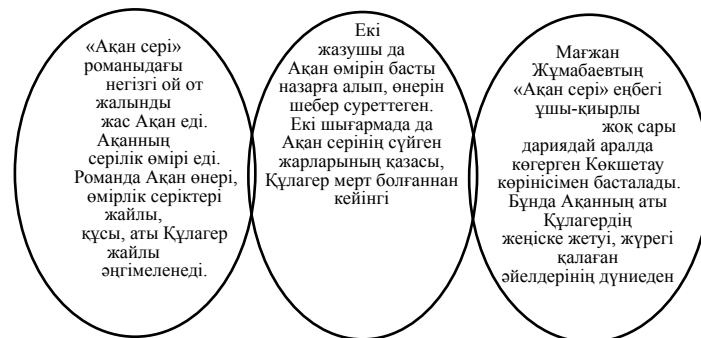 «Ақан сері»
романыдағы
негізгі ой от
жалынды
жас Ақан еді.
Ақанның
серілік өмірі еді.
Романда Ақан өнері,
өмірлік серіктері
жайлы,
құсы, аты Құлагер
жайлы
әңгімеленеді.
Екі
жазушы да
Ақан өмірін басты
назарға алып, өнерін
шебер суреттеген.
Екі шығармада да
Ақан серінің сүйген
жарларының қазасы,
Құлагер мерт болғаннан
кейінгі
Мағжан
Жұмабаевтың
«Ақан сері» еңбегі
ұшы-қиырлы
жоқ сары
дариядай аралда
көгерген Көкшетау
көрінісімен басталады.
Бұнда Ақанның аты
Құлагердің
жеңіске жетуі, жүрегі
қалаған
әйелдерінің дүниеден